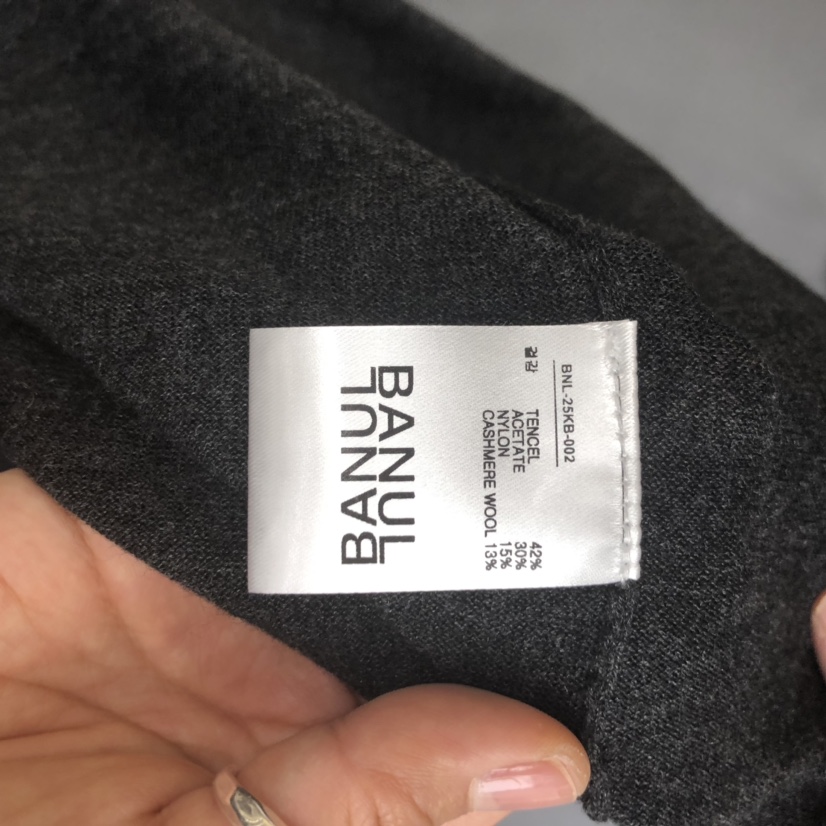 BNL-25KB-002
겉감
TENCEL 42%
ACETATE 30%
NYLON 15%
CASHMERE WOOL 13%
BANUL
BANUL